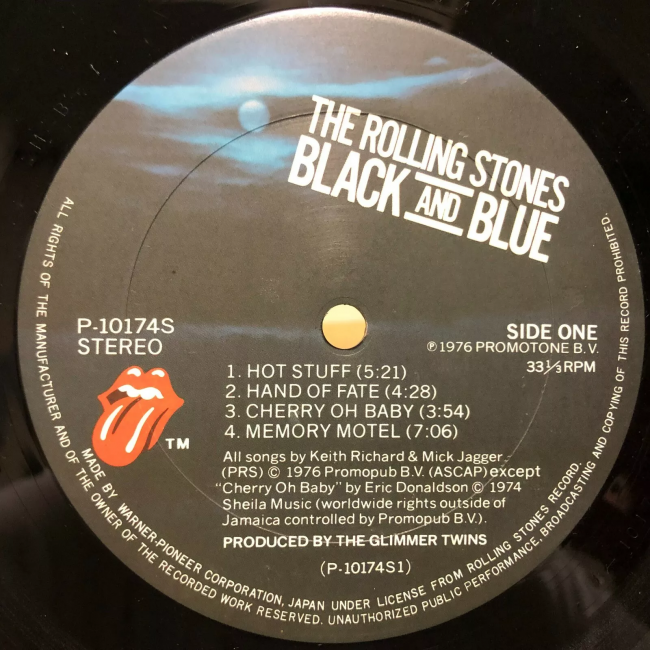 THE ROLLING STONES
BLACK AND BLUE
P-10174S
STEREO
SIDE ONE
℗ 1976 PROMOTONE B.V.
33⅓ RPM
1. HOT STUFF (5:21)
2. HAND OF FATE (4:28)
3. CHERRY OH BABY (3:54)
4. MEMORY MOTEL (7:06)
TM
All songs by Keith Richard & Mick Jagger
(PRS) © 1976 Promopub B.V. (ASCAP) except
"Cherry Oh Baby" by Eric Donaldson © 1974
Sheila Music (worldwide rights outside of
Jamaica controlled by Promopub B.V.).
PRODUCED BY THE GLIMMER TWINS
(P-10174S1)
MADE BY WARNER-PIONEER CORPORATION, JAPAN UNDER LICENSE FROM ROLLING STONES RECORD.
ALL RIGHTS OF THE MANUFACTURER AND OF THE OWNER OF THE RECORDED WORK RESERVED. UNAUTHORIZED PUBLIC PERFORMANCE, BROADCASTING AND COPYING OF THIS RECORD PROHIBITED.